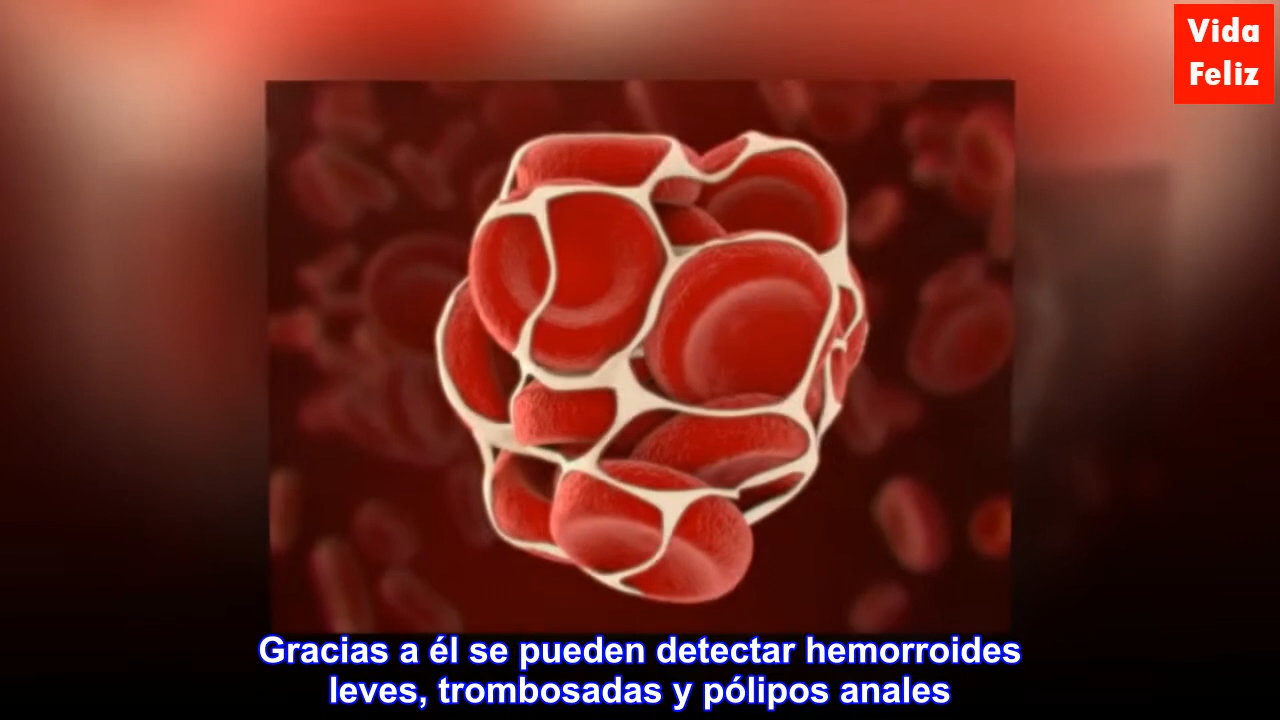 Vida
Feliz
Gracias a él se pueden detectar hemorroides
leves, trombosadas y pólipos anales